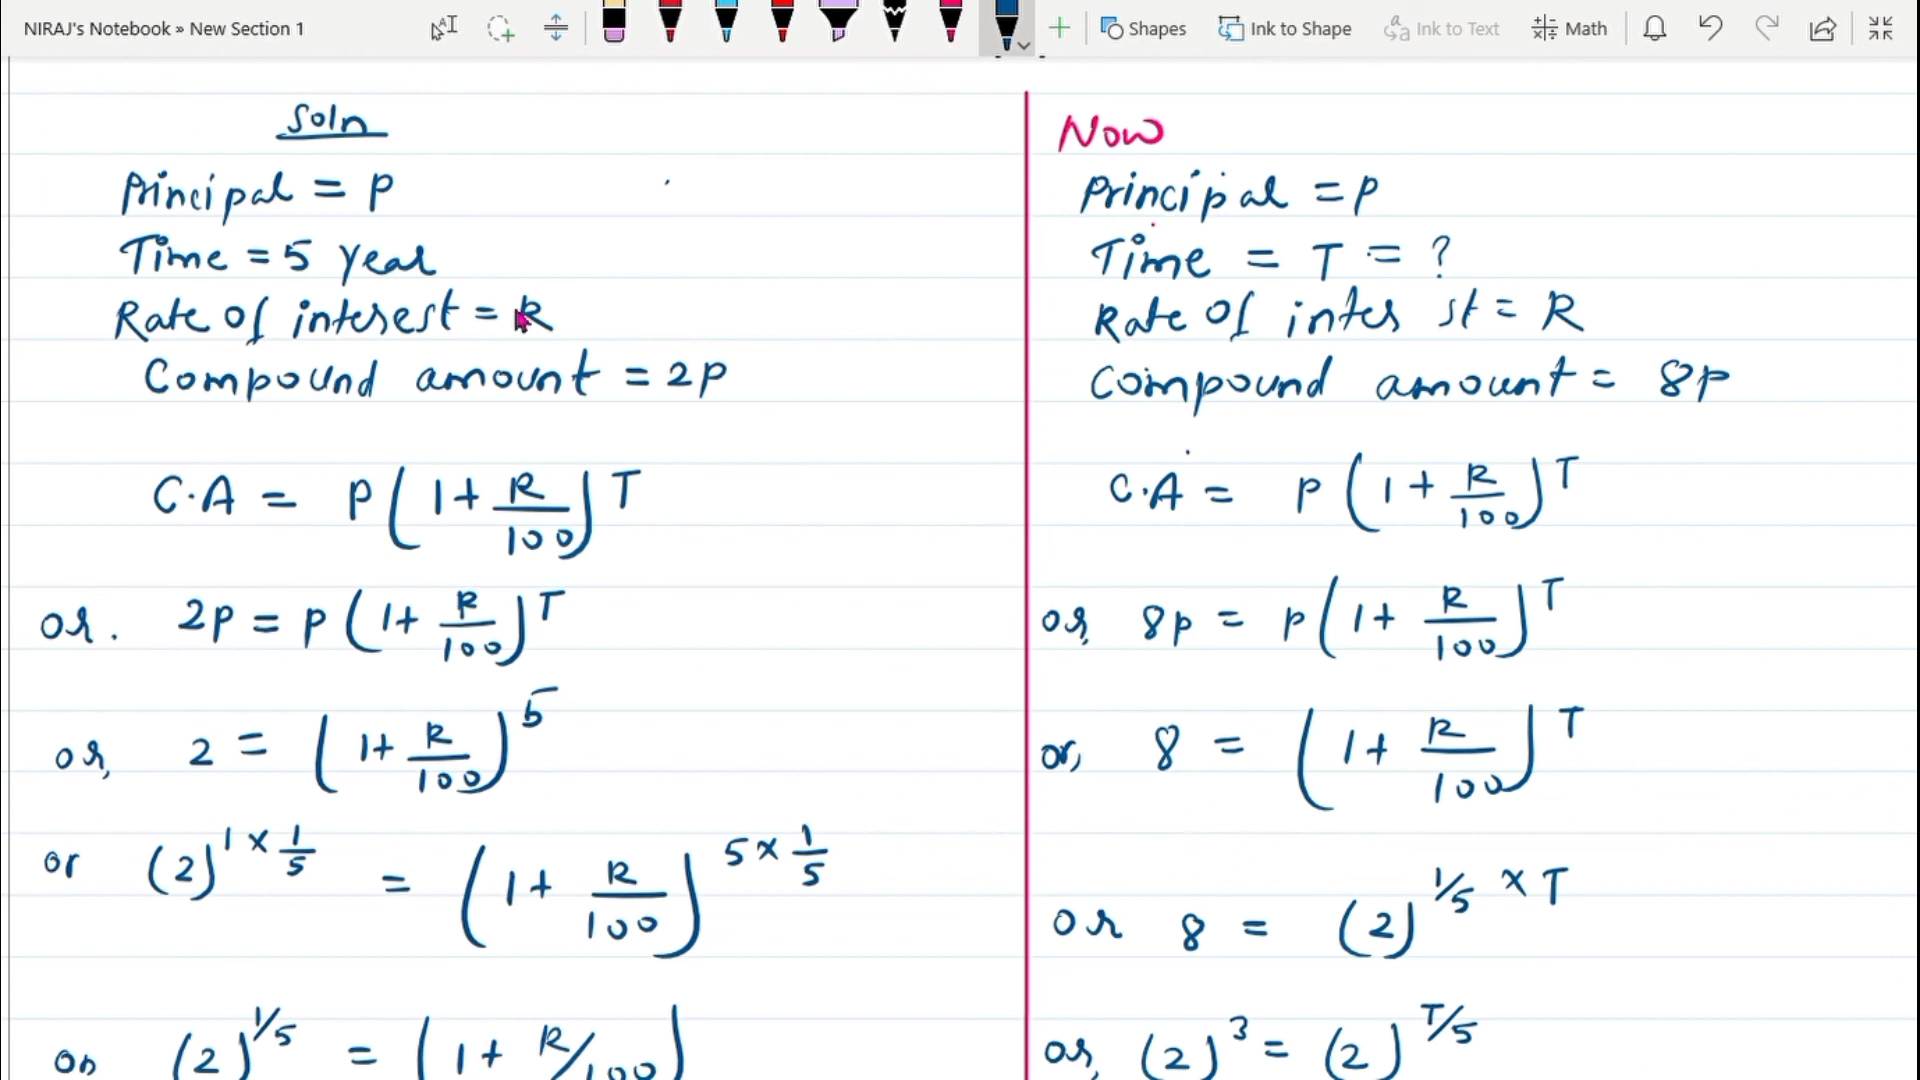 NIRAJ's Notebook » New Section 1
Shapes
Ink to Shape
Ink to Text
Math
Soln
Principal = P
Time = 5 year
Rate of interest = R
Compound amount = 2P
C.A = P(1+R/100)^T
or. 2P = P(1+R/100)^T
or, 2 = (1+R/100)^5
or (2)^1×1/5 = (1+R/100)^5×1/5
or (2)^1/5 = (1+R/100)
Now
Principal = P
Time = T = ?
Rate of inter st = R
Compound amount = 8P
C.A = P(1+R/100)^T
or, 8P = P(1+R/100)^T
or, 8 = (1+R/100)^T
or 8 = (2)^1/5×T
or, (2)^3 = (2)^T/5